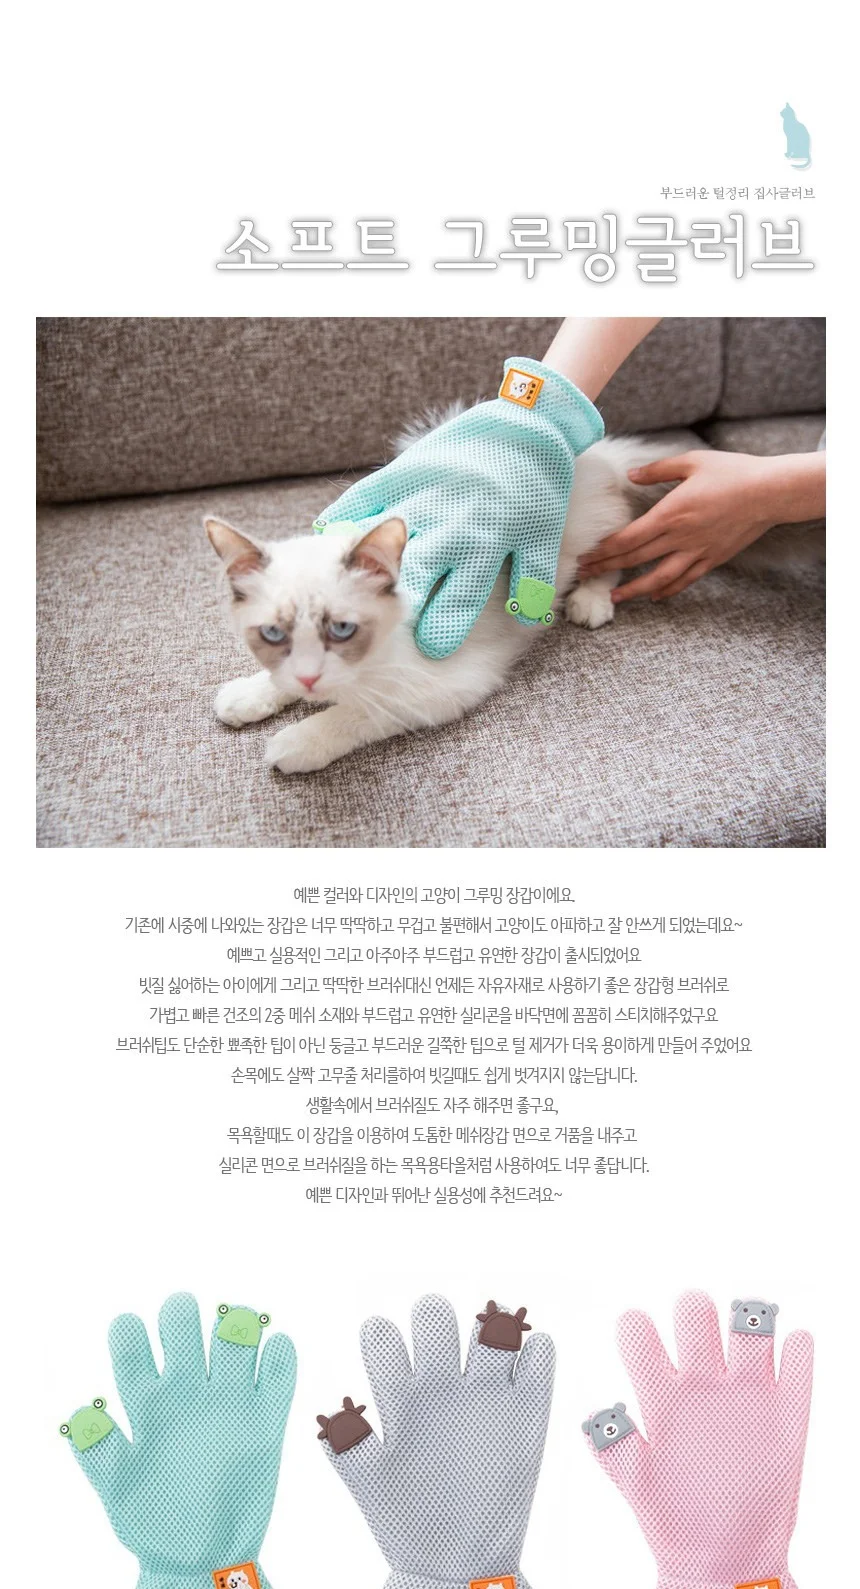 부드러운 털정리 집사글러브
소프트 그루밍글러브
예쁜 컬러와 디자인의 고양이 그루밍 장갑이에요.
기존에 시중에 나와있는 장갑은 너무 딱딱하고 무겁고 불편해서 고양이도 아파하고 잘 안쓰게 되었는데요~
예쁘고 실용적인 그리고 아주아주 부드럽고 유연한 장갑이 출시되었어요
빗질 싫어하는 아이에게 그리고 딱딱한 브러쉬대신 언제든 자유자재로 사용하기 좋은 장갑형 브러쉬로
가볍고 빠른 건조의 2중 메쉬 소재와 부드럽고 유연한 실리콘을 바닥면에 꼼꼼히 스티치해주었구요
브러쉬팁도 단순한 뾰족한 팁이 아닌 둥글고 부드러운 길쭉한 팁으로 털 제거가 더욱 용이하게 만들어 주었어요
손목에도 살짝 고무줄 처리를하여 빗길때도 쉽게 벗겨지지 않는답니다.
생활속에서 브러쉬질도 자주 해주면 좋구요,
목욕할때도 이 장갑을 이용하여 도톰한 메쉬장갑 면으로 거품을 내주고
실리콘 면으로 브러쉬질을 하는 목욕용타올처럼 사용하여도 너무 좋답니다.
예쁜 디자인과 뛰어난 실용성에 추천드려요~